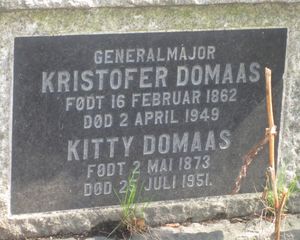 GENERALMAJOR
KRISTOFER DOMAAS
FØDT 16 FEBRUAR 1862
DØD 2 APRIL 1949
KITTY DOMAAS
FØDT 2 MAI 1873
DØD 25 JULI 1951.